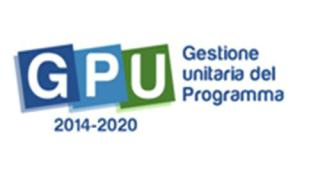 GPU
2014-2020
Gestione
unitaria del
Programma